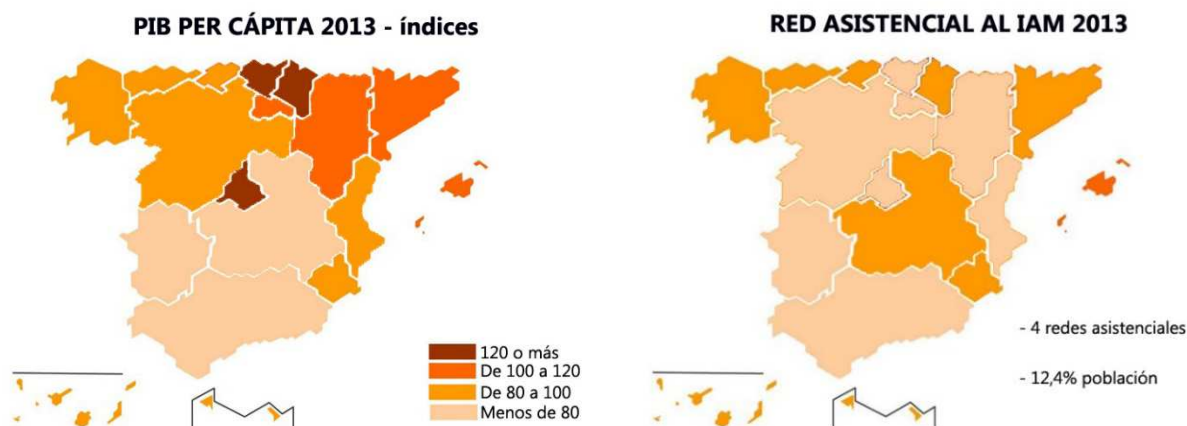 PIB PER CÁPITA 2013 - índices
120 o más
De 100 a 120
De 80 a 100
Menos de 80
RED ASISTENCIAL AL IAM 2013
- 4 redes asistenciales
- 12,4% población